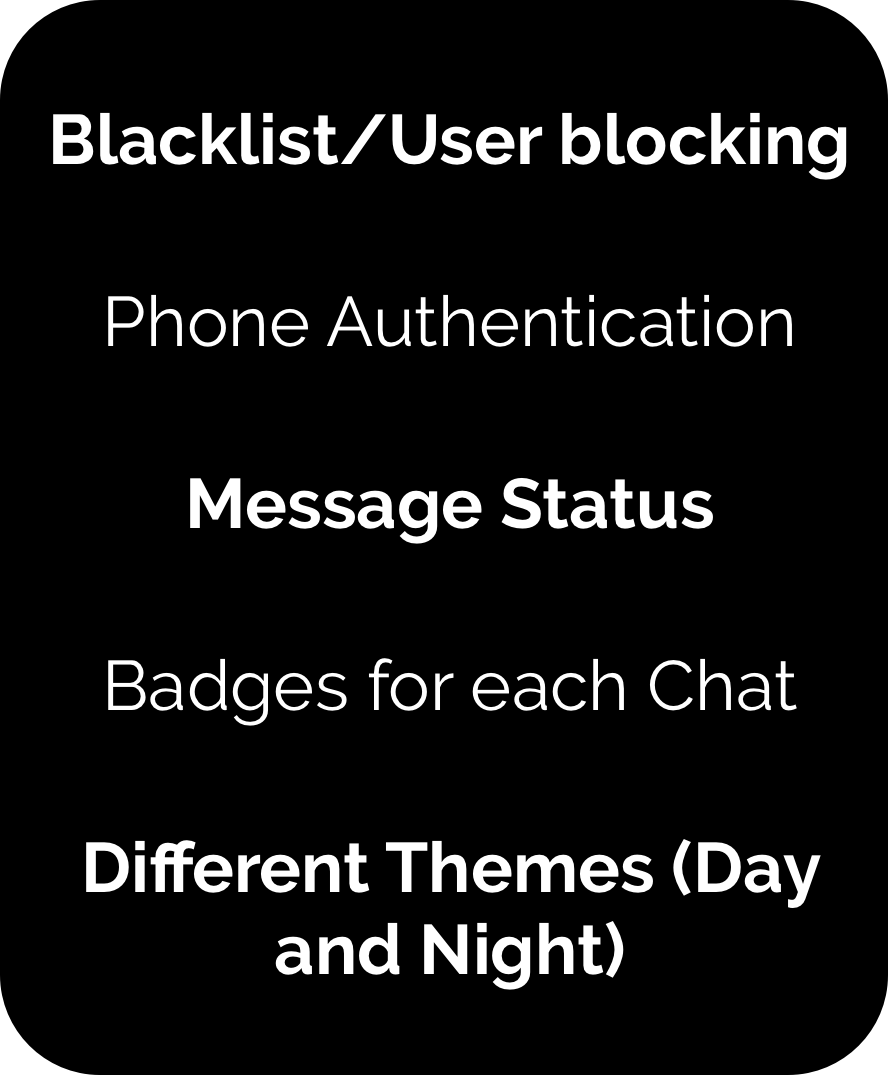 Blacklist/User blocking
Phone Authentication
Message Status
Badges for each Chat
Different Themes (Day
and Night)